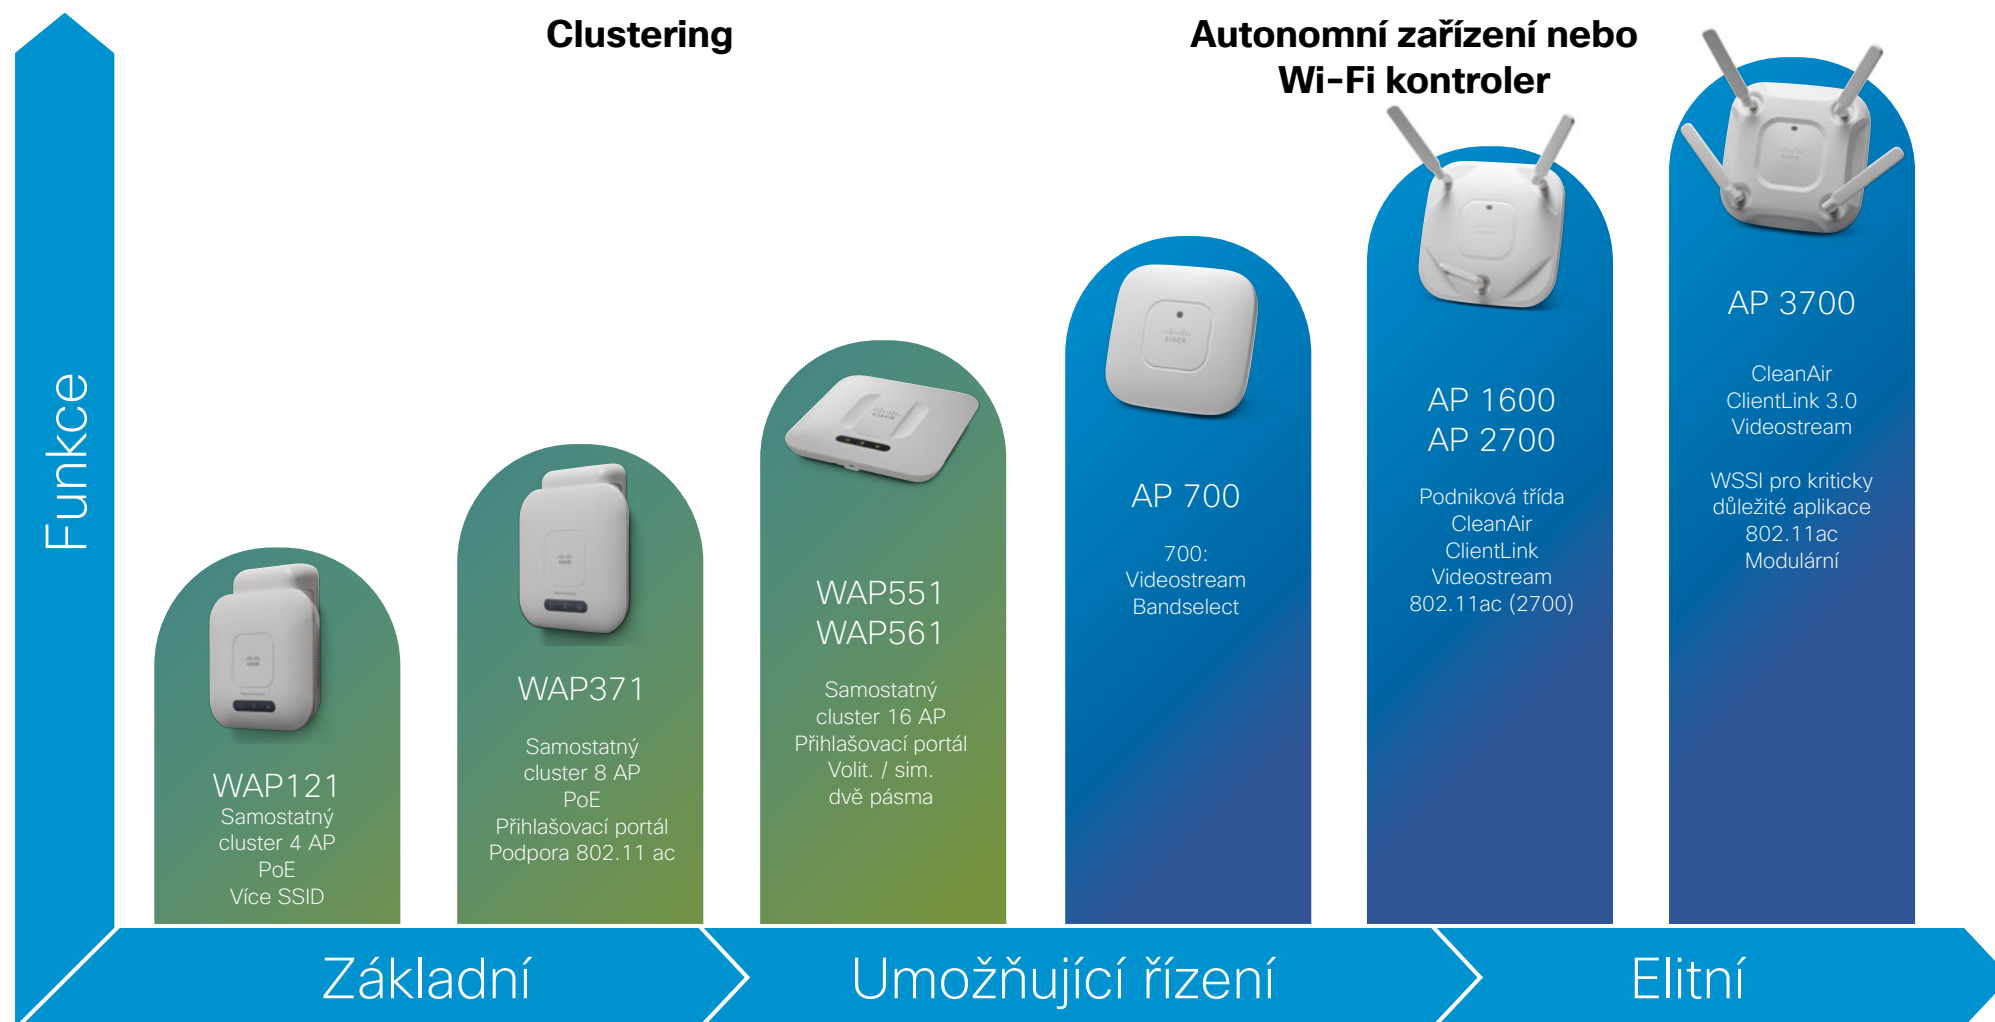 Clustering
Autonomní zařízení nebo
Wi-Fi kontroler
Funkce
WAP121
Samostatný
cluster 4 AP
PoE
Více SSID
WAP371
Samostatný
cluster 8 AP
PoE
Přihlašovací portál
Podpora 802.11 ac
WAP551
WAP561
Samostatný
cluster 16 AP
Přihlašovací portál
Volit. / sim.
dvě pásma
CISCO
AP 700
700:
Videostream
Bandselect
AP 1600
AP 2700
Podniková třída
CleanAir
ClientLink
Videostream
802.11ac (2700)
AP 3700
CleanAir
ClientLink 3.0
Videostream
WSSI pro kriticky
důležité aplikace
802.11ac
Modulární
Základní
Umožňující řízení
Elitní